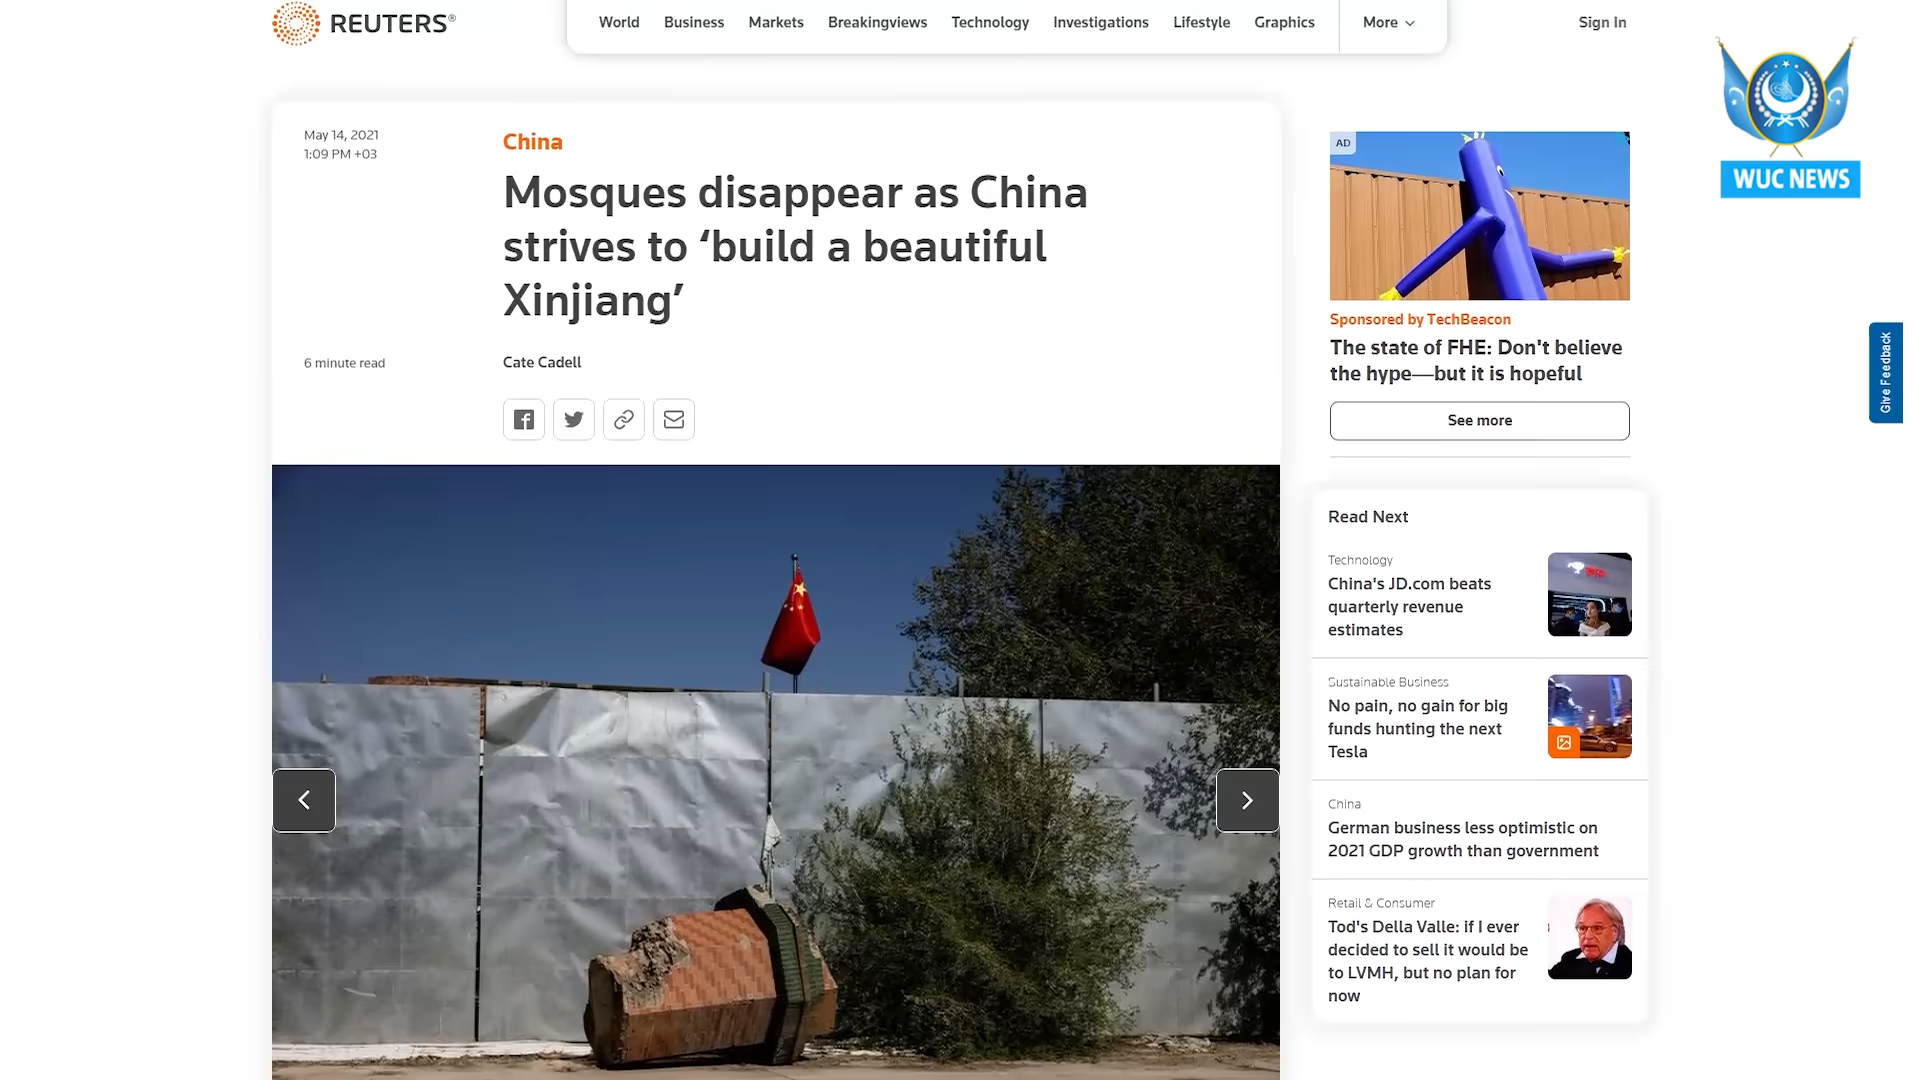 REUTERS®
World Business Markets Breakingviews Technology Investigations Lifestyle Graphics More Sign In
WUC NEWS
May 14, 2021
1:09 PM +03
China
Mosques disappear as China
strives to ‘build a beautiful
Xinjiang’
6 minute read
Cate Cadell
AD
Sponsored by TechBeacon
The state of FHE: Don't believe
the hype—but it is hopeful
See more
Give Feedback
Read Next
Technology
China's JD.com beats
quarterly revenue
estimates
Sustainable Business
No pain, no gain for big
funds hunting the next
Tesla
China
German business less optimistic on
2021 GDP growth than government
Retail & Consumer
Tod's Della Valle: if I ever
decided to sell it would be
to LVMH, but no plan for
now